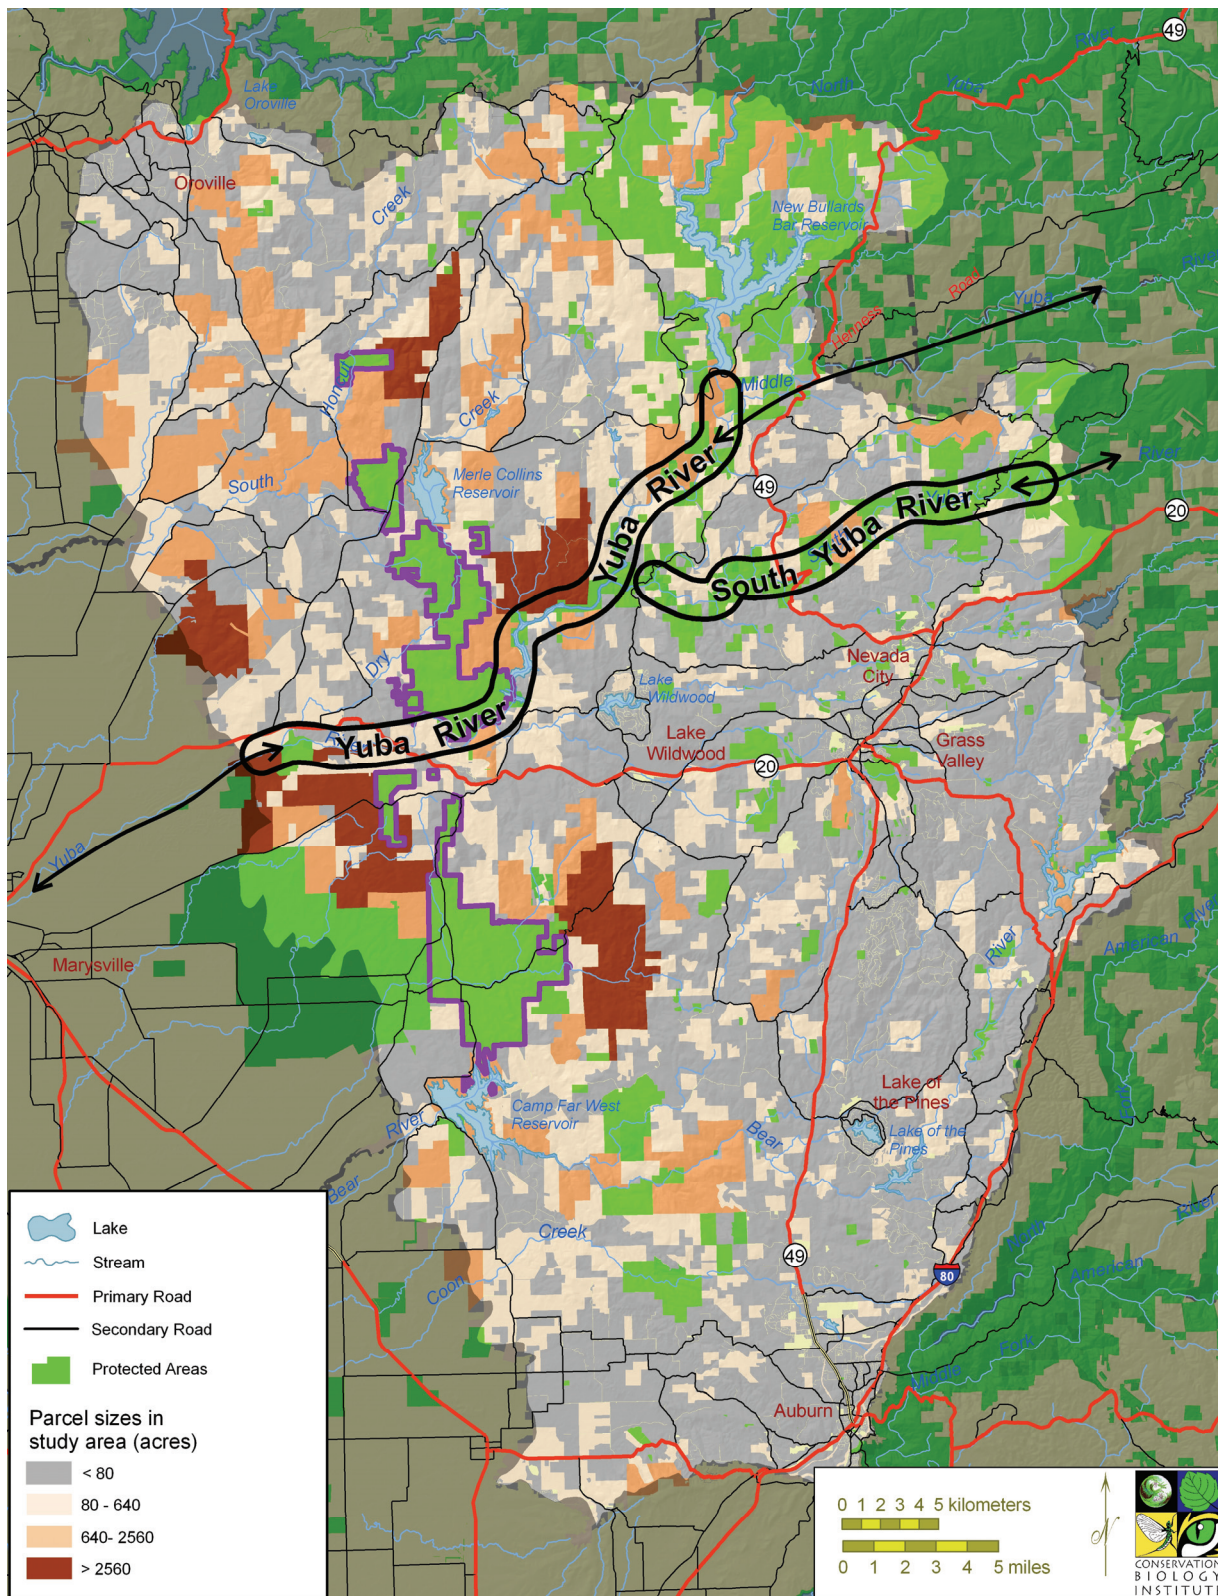 49
River
North
Yuba
Lake
Oroville
Oroville
Creek
New Bullards
Bar Reservoir
River
Road
Yuba
Henness
Honcut
Middle
Creek
River
49
Merle Collins
Reservoir
South
Yuba
River
20
South Yuba River
Yuba River
Dry
Nevada
City
Lake
Wildwood
Lake
Wildwood
Grass
Valley
Yuba River
20
Yuba
River
American
River
Marysville
Lake of
the Pines
Camp Far West
Reservoir
Lake of the
Pines
Bear
River
Bear
Fork
North
River
American
Creek
Coon
49
80
Fork
Middle
Auburn
Lake
Stream
Primary Road
Secondary Road
Protected Areas
Parcel sizes in
study area (acres)
< 80
80 - 640
640- 2560
> 2560
0 1 2 3 4 5 kilometers
0 1 2 3 4 5 miles
N
CONSERVATION
BIOLOGY
INSTITUTE